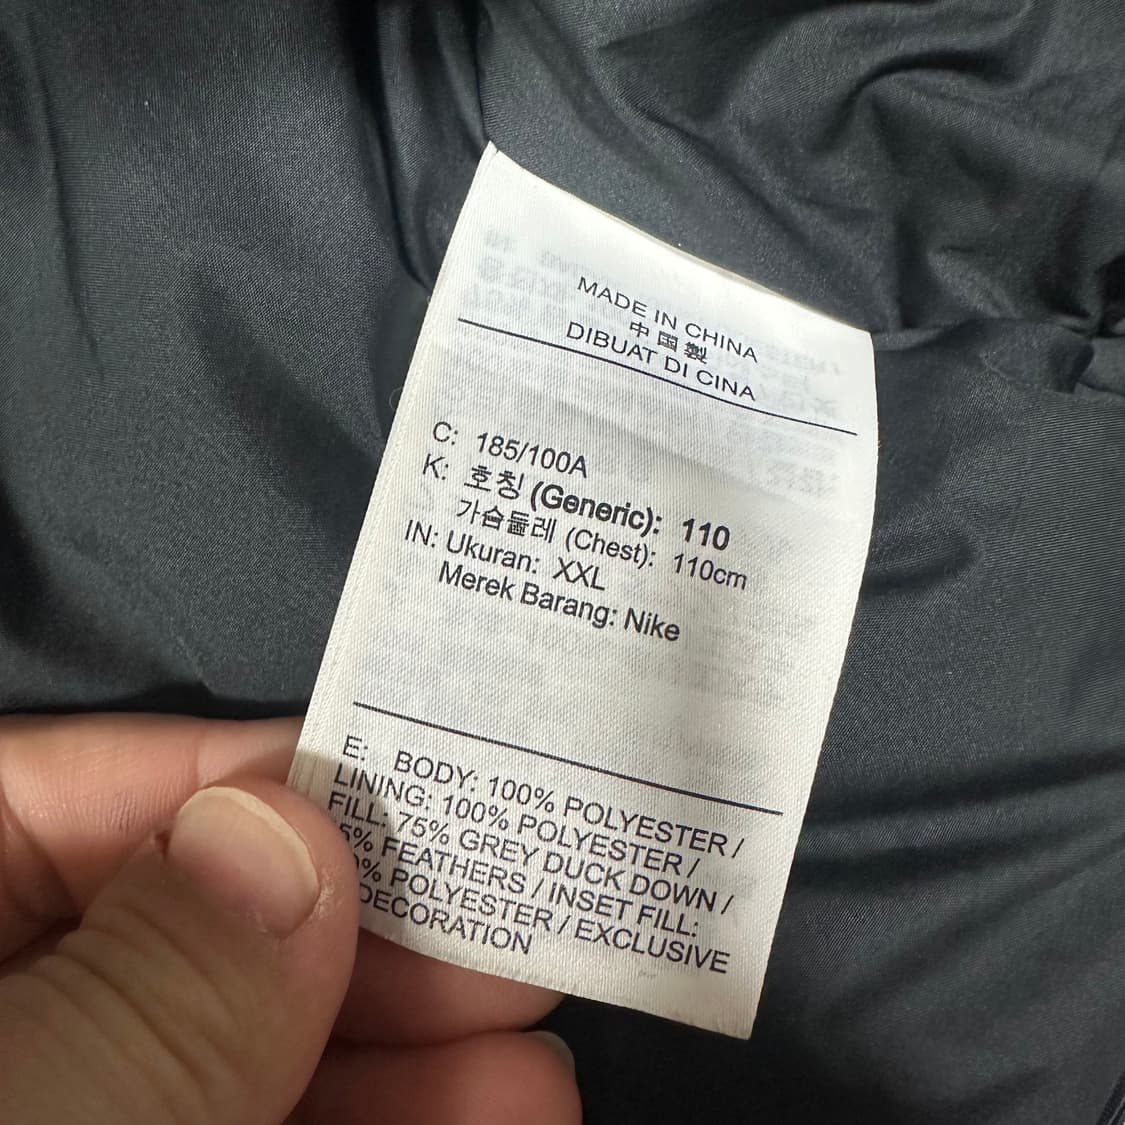 MADE IN CHINA
中国製
DIBUAT DI CINA
C: 185/100A
K: 호칭 (Generic): 110
가슴둘레 (Chest): 110cm
IN: Ukuran: XXL
Merek Barang: Nike
E: BODY: 100% POLYESTER /
LINING: 100% POLYESTER /
FILL: 75% GREY DUCK DOWN /
5% FEATHERS / INSET FILL:
% POLYESTER / EXCLUSIVE
DECORATION